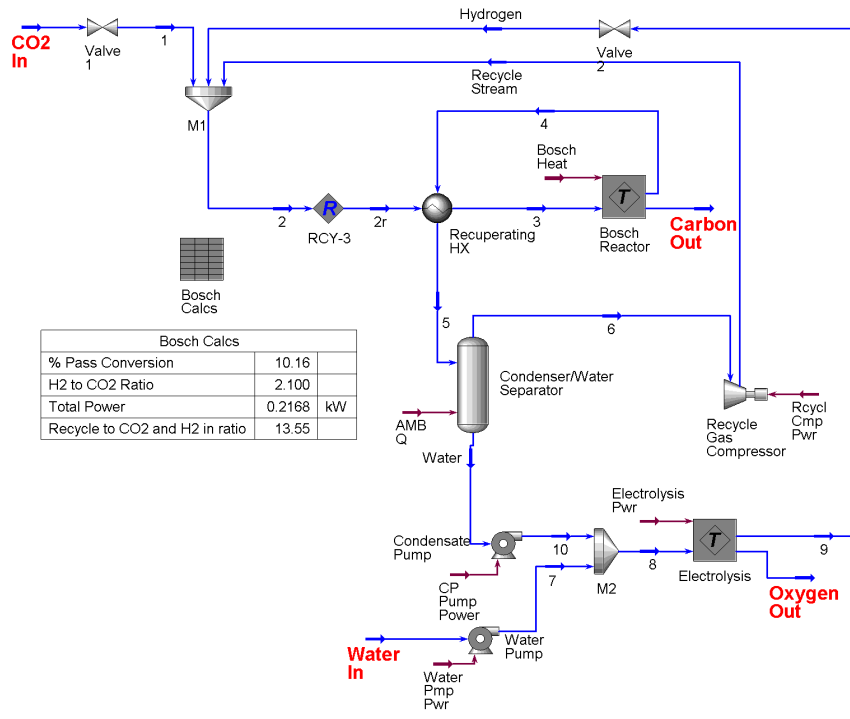 Hydrogen
CO2
In
Valve
1
1
Valve
2
Recycle
Stream
M1
4
Bosch
Heat
T
2
R
2r
3
RCY-3
Recuperating
HX
Bosch
Reactor
Carbon
Out
Bosch
Calcs
5
6
Bosch Calcs
% Pass Conversion 10.16
H2 to CO2 Ratio 2.100
Total Power 0.2168 kW
Recycle to CO2 and H2 in ratio 13.55
Condenser/Water
Separator
AMB
Q
Water
Recycle
Gas
Compressor
Rcycl
Cmp
Pwr
Electrolysis
Pwr
Condensate
Pump
10
T
9
8
7
M2
Electrolysis
CP
Pump
Power
Oxygen
Out
Water
In
Water
Pump
Water
Pmp
Pwr